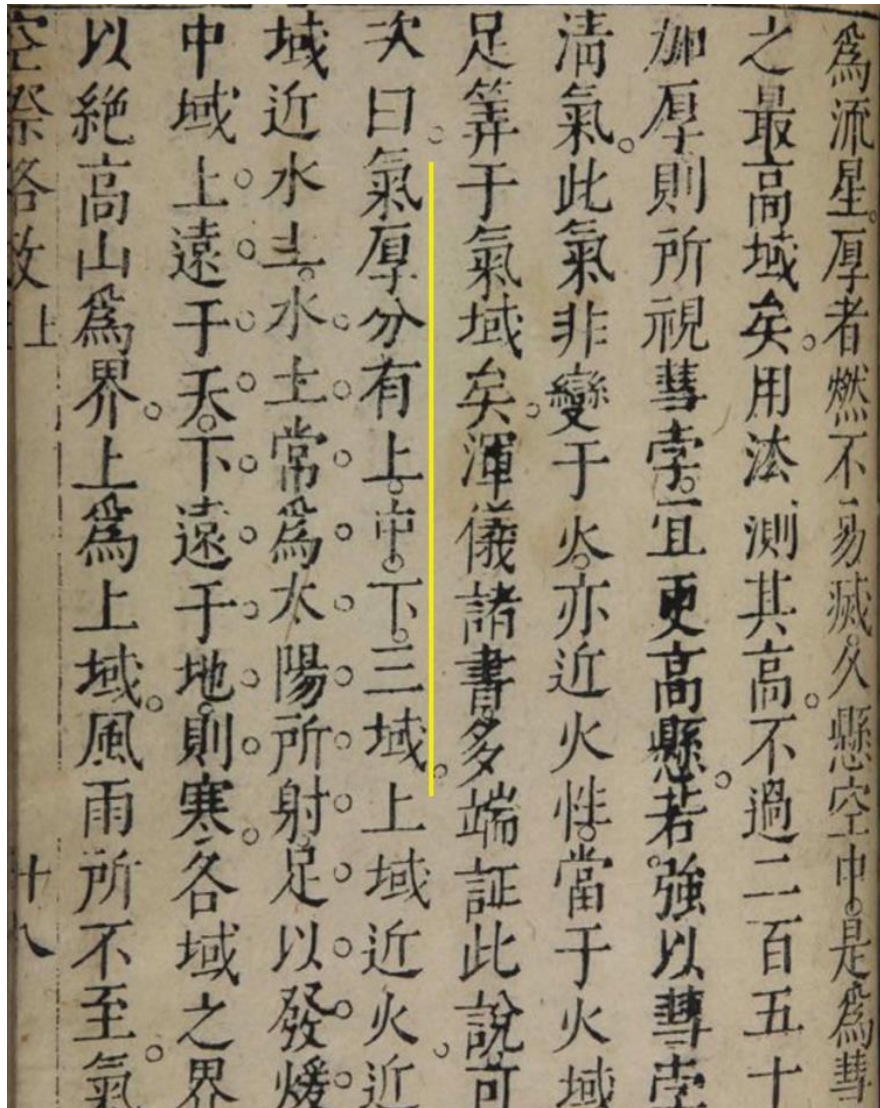 爲流星。厚者燃不易滅。久懸空中。是爲彗
之最高域矣。用法測其高。不過二百五十
加厚則所視彗孛。宜更高懸。若強以彗孛
淸氣。此氣非變于火。亦近火性。當于火域
足筭于氣域矣。渾儀諸書。多端証此說可
次曰。氣厚分有上。中。下。三域。上域近火。近
域近水土。水土常爲太陽所射。足以發煖
中域上遠于天。下遠于地。則寒。各域之界
以絶高山爲界。上爲上域。風雨所不至。氣
空際格致
上
十八